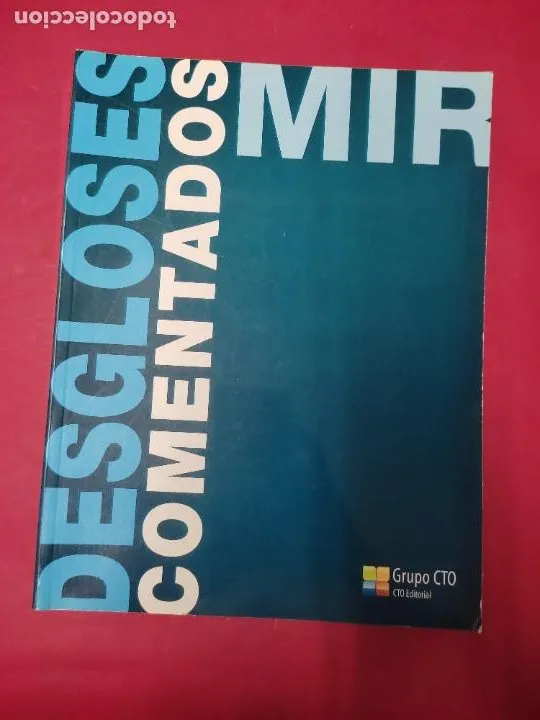 todocoleccion
DESGLOSES
COMENTADOS
MIR
Grupo CTO
CTO Editorial